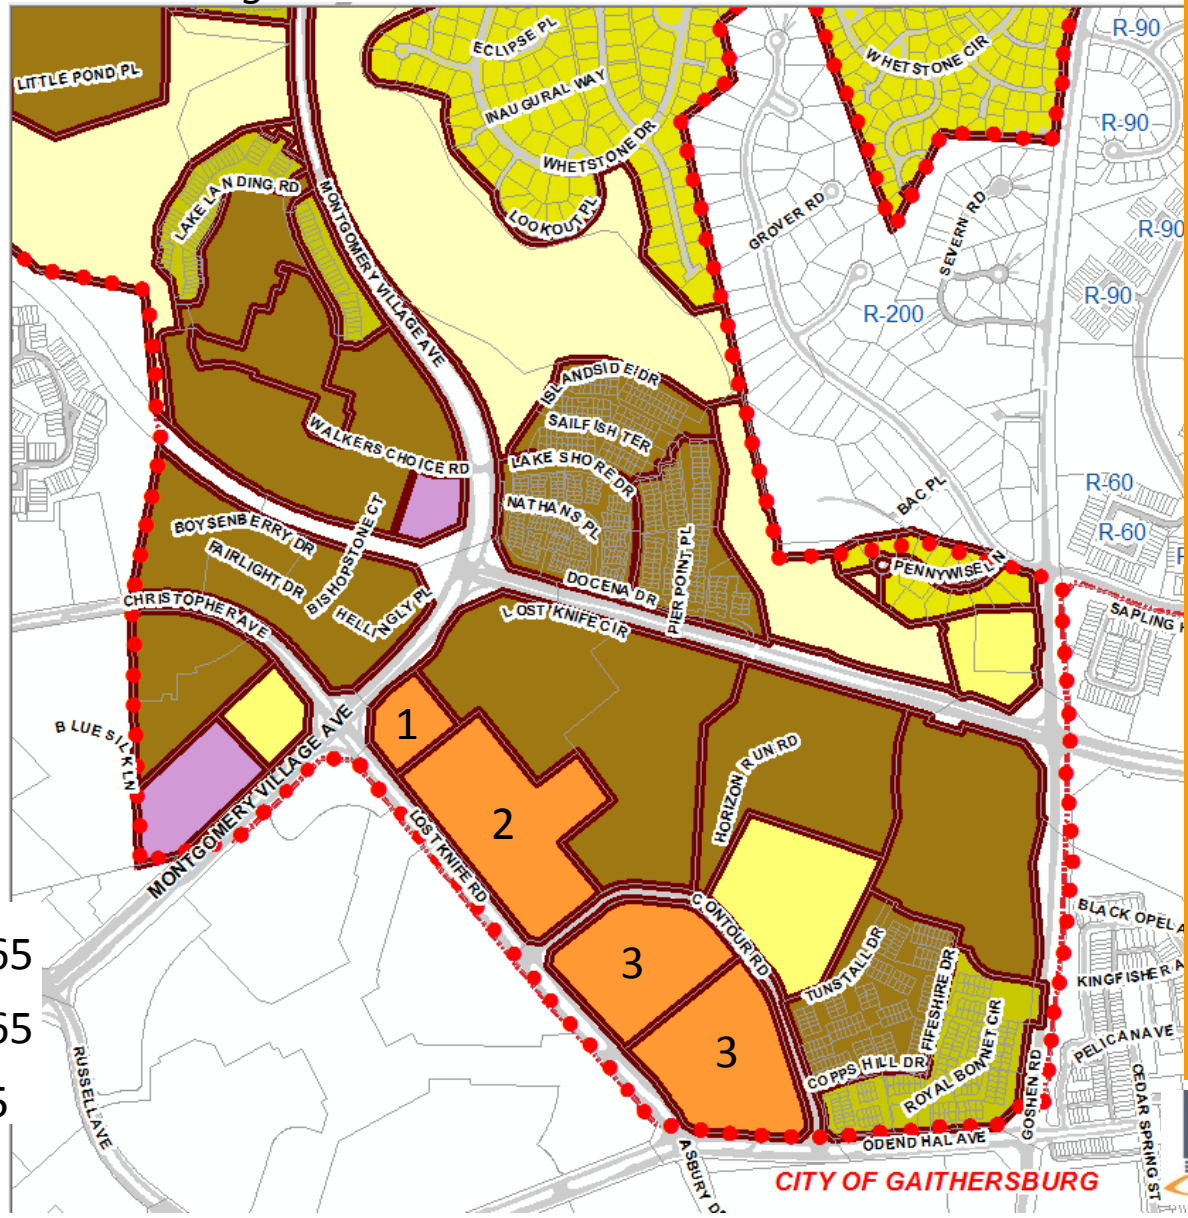 R-90
ECLIPSE PL
WHETSTONE CIR
LITTLE POND PL
INAUGURAL WAY
R-90
WHETSTONE DR
LAKE LANDING RD
LOOKOUT PL
GROVER RD
SEVERN RD
R-90
MONTGOMERY VILLAGE AVE
R-90
R-200
ISLANDSIDE DR
SAILFISH TER
WALKERS CHOICE RD
LAKE SHORE DR
R-60
BAC PL
NATHANS PL
BOYSENBERRY DR
R-60
BISHOPSTONE CT
FAIRLIGHT DR
PENNYWISE LN
DOCENA DR
PIER POINT PL
CHRISTOPHER AVE
HELLINGLY PL
LOST KNIFE CIR
SAPLING
1
BLUE SILK LN
HORIZON RUN RD
MONTGOMERY VILLAGE AVE
2
LOST KNIFE RD
CONTOUR RD
BLACK OPEL A
65
3
TUNSTALL DR
FIFESHIRE DR
KINGFISHER A
65
3
ROYAL BONNET CIR
PELICAN AVE
COPPS HILL DR
GOSHEN RD
CEDAR SPRING ST
5
RUSSELL AVE
ODENDHAL AVE
ASBURY DR
CITY OF GAITHERSBURG